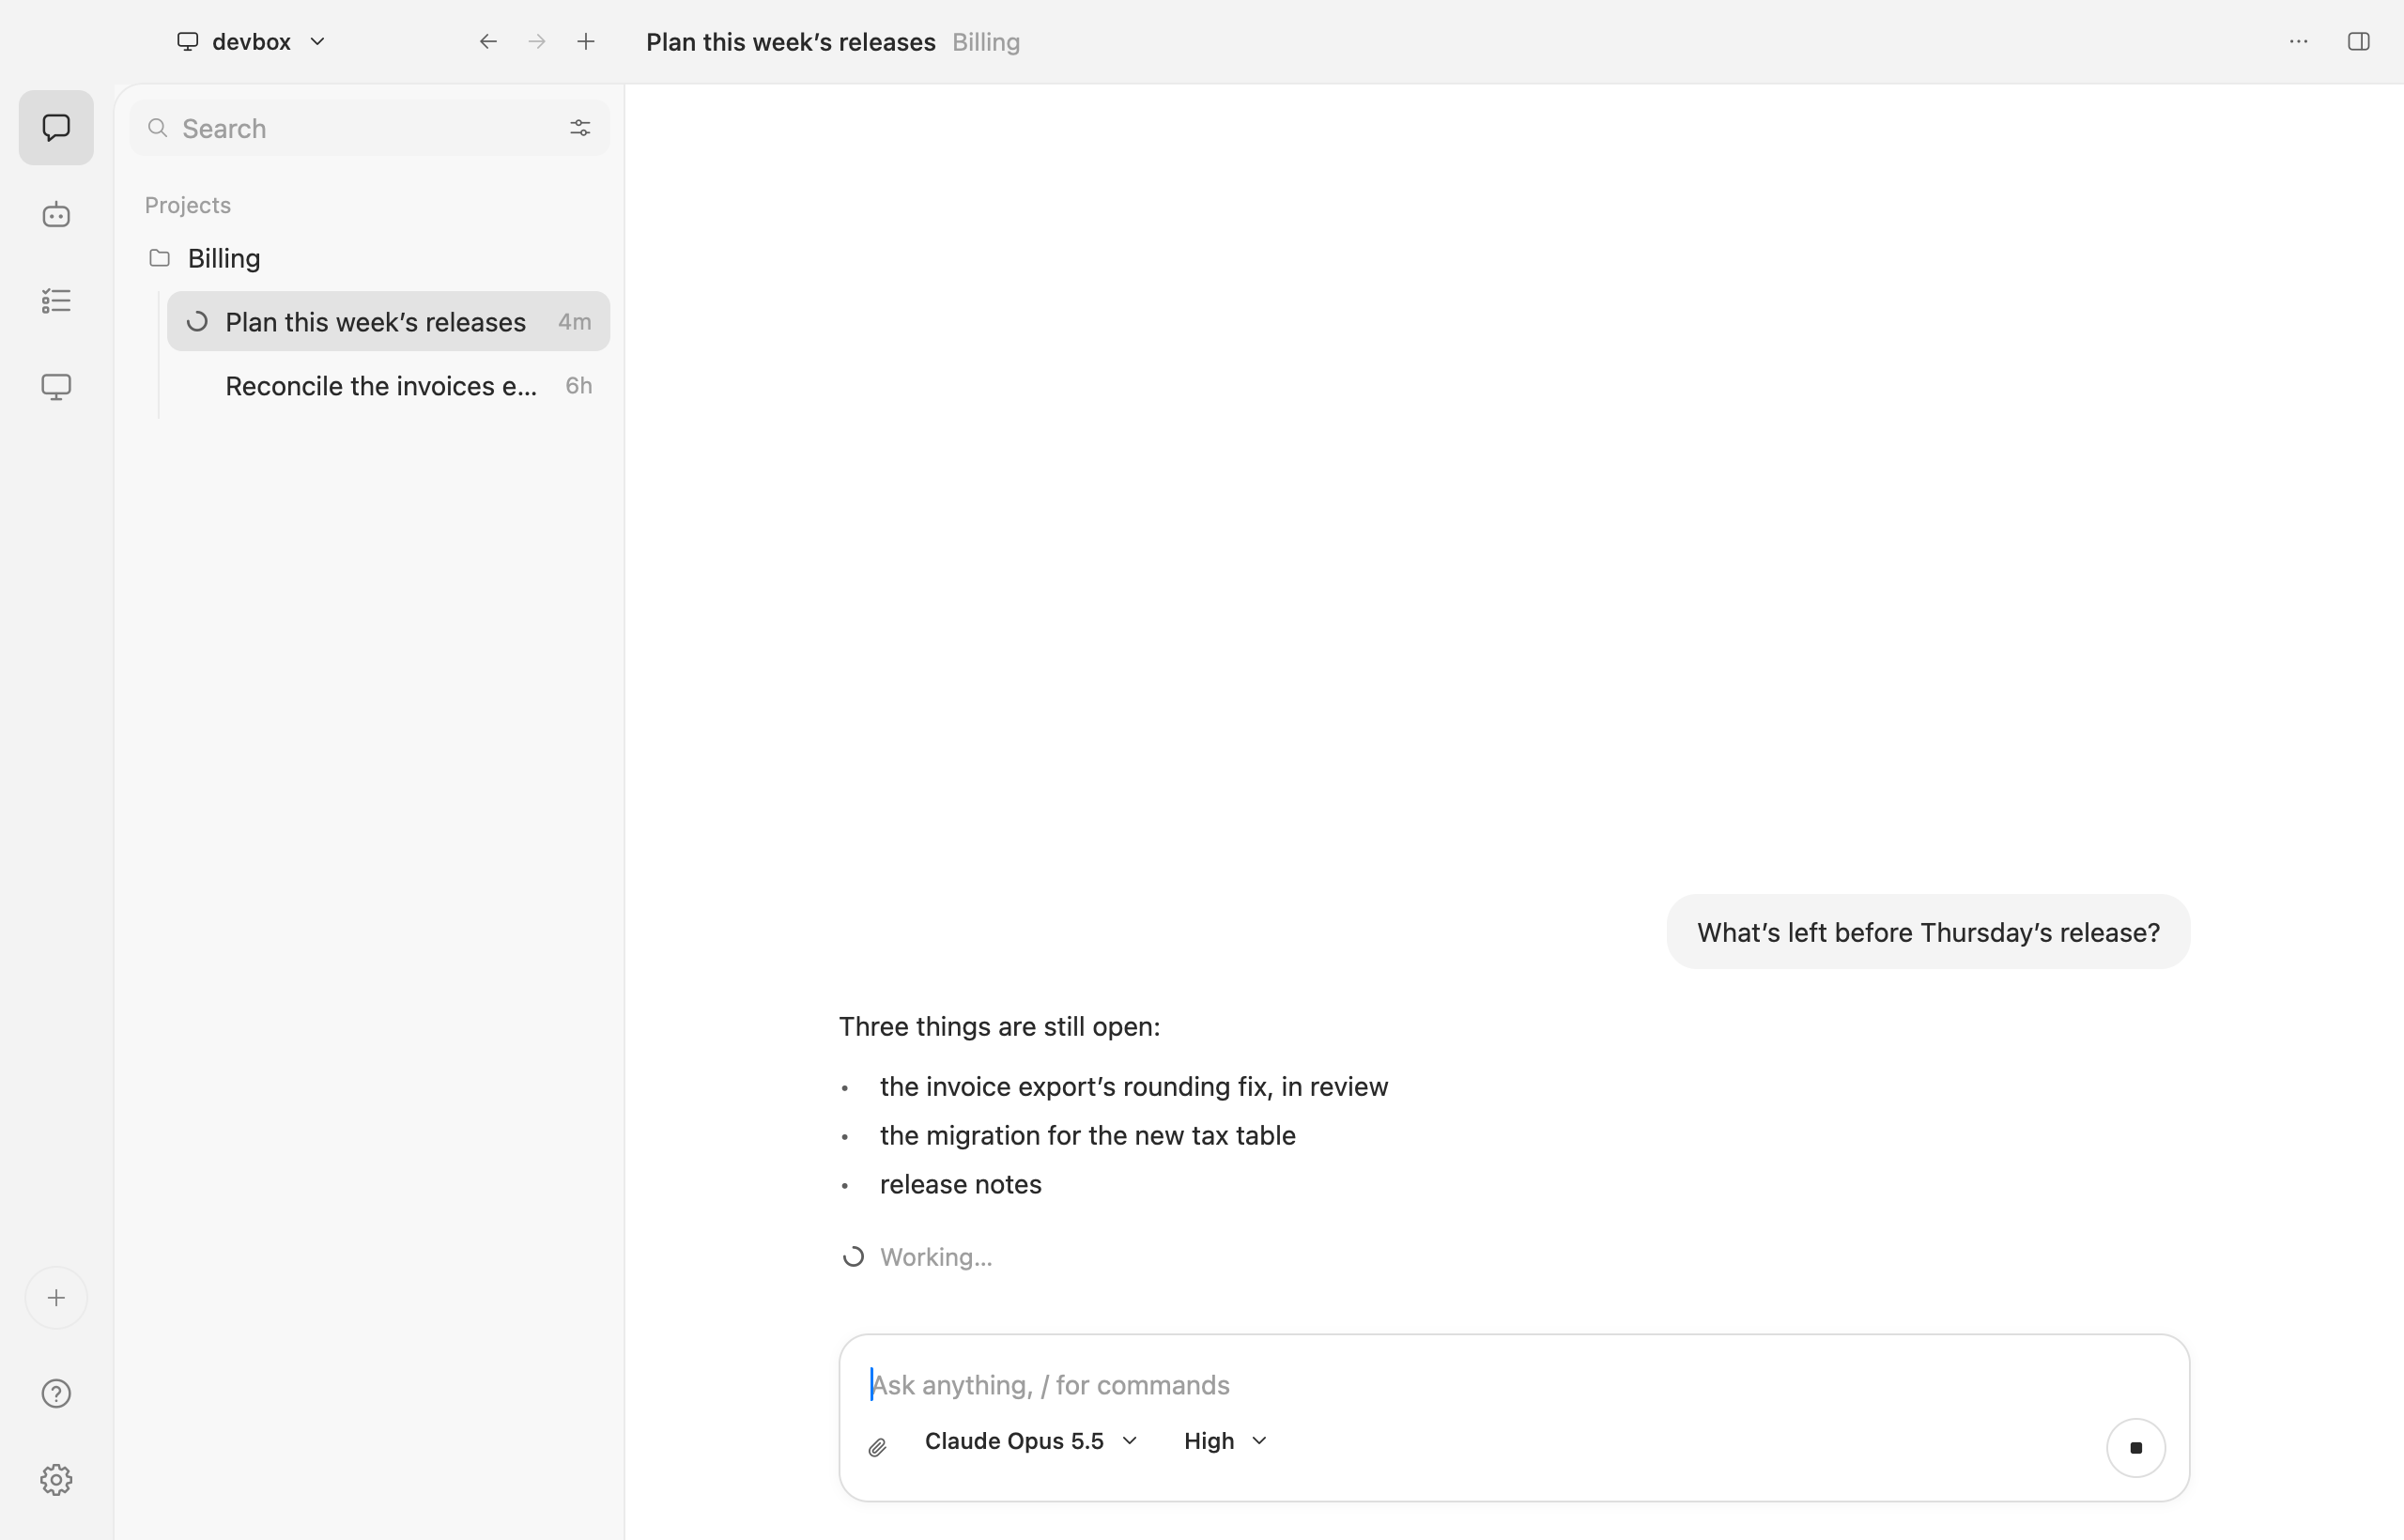 devbox
Plan this week’s releases Billing
Search
Projects
Billing
Plan this week’s releases 4m
Reconcile the invoices e... 6h
What’s left before Thursday’s release?
Three things are still open:
• the invoice export’s rounding fix, in review
• the migration for the new tax table
• release notes
Working...
Ask anything, / for commands
Claude Opus 5.5 High